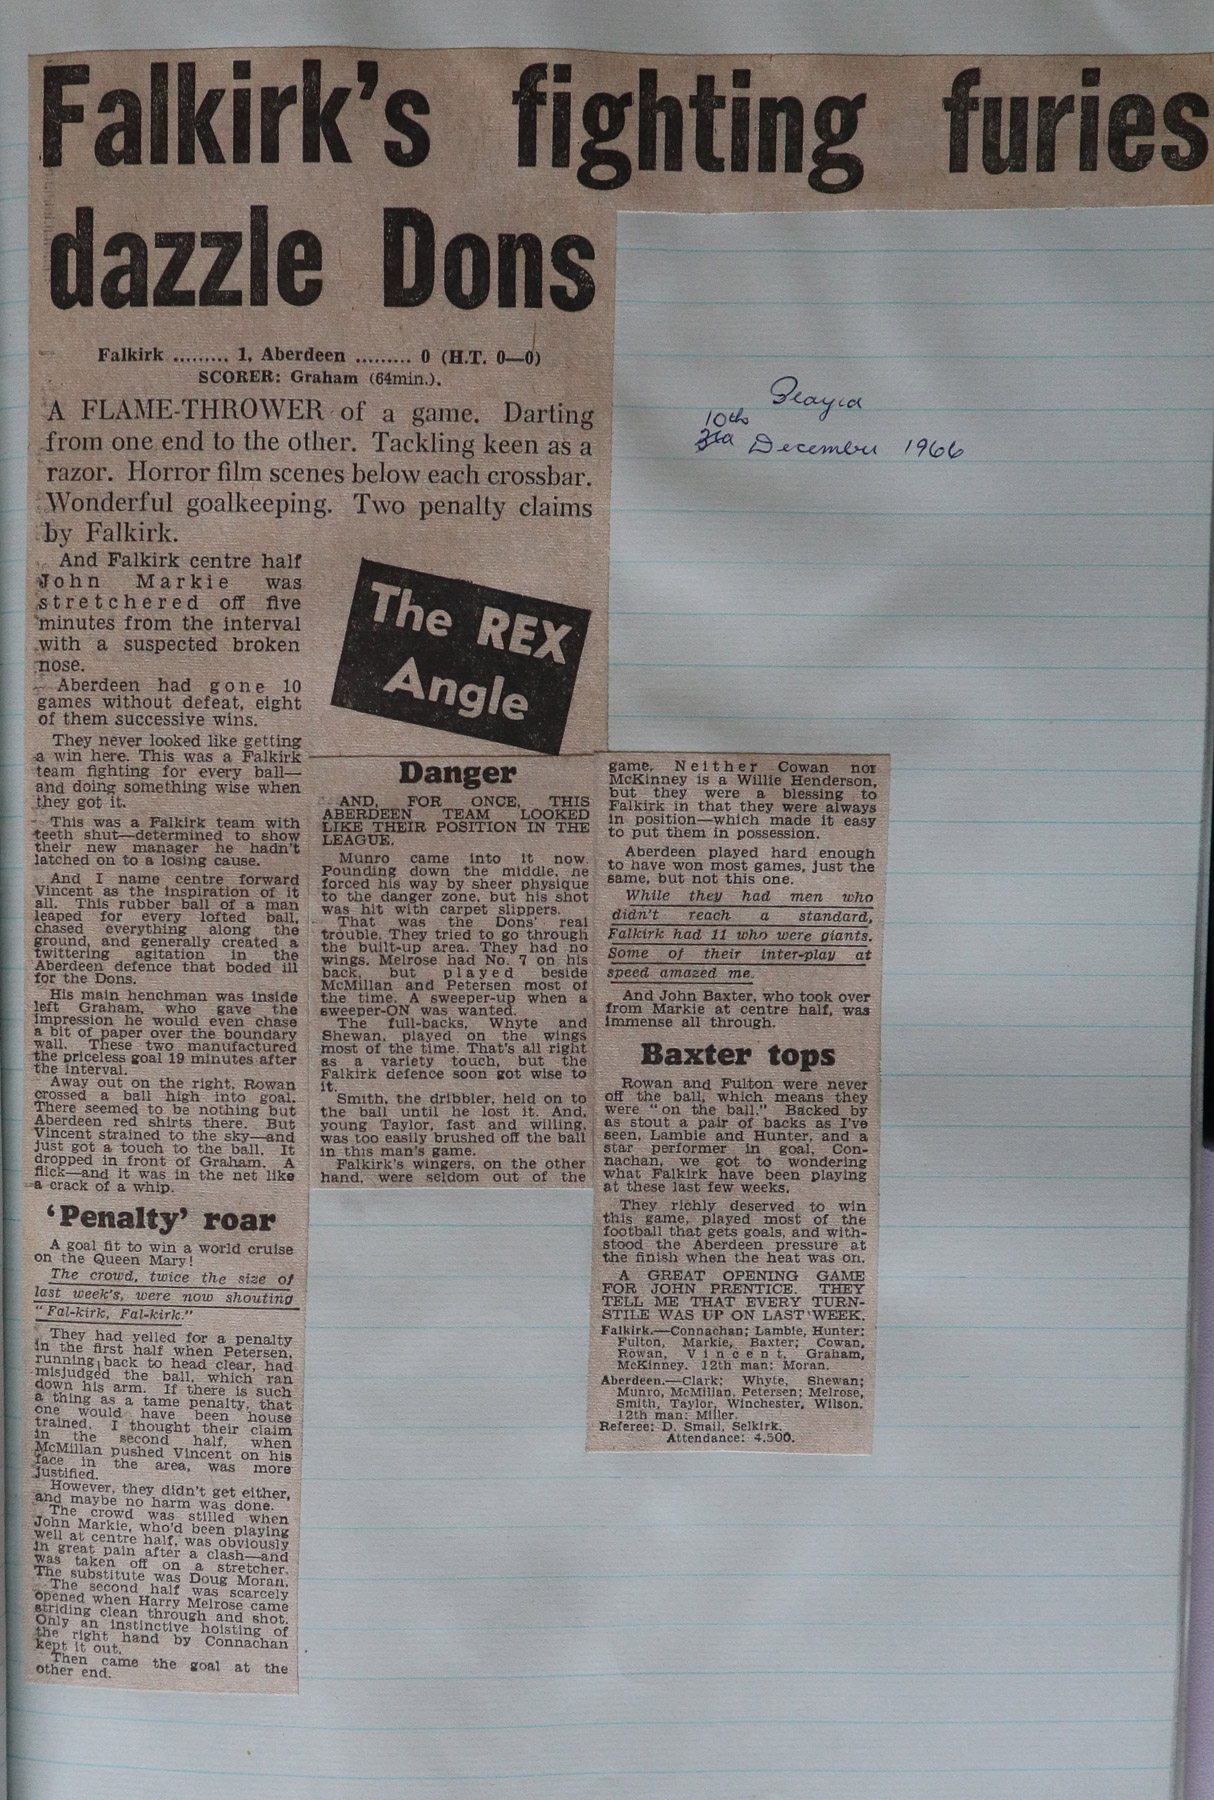 Falkirk's fighting furies
dazzle Dons
Falkirk ......... 1, Aberdeen ......... 0 (H.T. 0—0)
SCORER: Graham (64min.).
A FLAME-THROWER of a game. Darting
from one end to the other. Tackling keen as a
razor. Horror film scenes below each crossbar.
Wonderful goalkeeping. Two penalty claims
by Falkirk.
And Falkirk centre half
John Markie was
stretchered off five
minutes from the interval
with a suspected broken
nose.
Aberdeen had gone 10
games without defeat, eight
of them successive wins.
They never looked like getting
a win here. This was a Falkirk
team fighting for every ball—
and doing something wise when
they got it.
This was a Falkirk team with
teeth shut—determined to show
their new manager he hadn't
latched on to a losing cause.
And I name centre forward
Vincent as the inspiration of it
all. This rubber ball of a man
leaped for every lofted ball,
chased everything along the
ground, and generally created a
twittering agitation in the
Aberdeen defence that boded ill
for the Dons.
His main henchman was inside
left Graham, who gave the
impression he would even chase
a bit of paper over the boundary
wall. These two manufactured
the priceless goal 19 minutes after
the interval.
Away out on the right, Rowan
crossed a ball high into goal.
There seemed to be nothing but
Aberdeen red shirts there. But
Vincent strained to the sky—and
just got a touch to the ball. It
dropped in front of Graham. A
flick—and it was in the net like
a crack of a whip.
'Penalty' roar
A goal fit to win a world cruise
on the Queen Mary!
The crowd, twice the size of
last week's, were now shouting
"Fal-kirk, Fal-kirk."
They had yelled for a penalty
in the first half when Petersen,
running back to head clear, had
misjudged the ball, which ran
down his arm. If there is such
a thing as a tame penalty, that
one would have been house
trained. I thought their claim
in the second half, when
McMillan pushed Vincent on his
face in the area, was more
justified.
However, they didn't get either,
and maybe no harm was done.
The crowd was stilled when
John Markie, who'd been playing
well at centre half, was obviously
in great pain after a clash—and
was taken off on a stretcher.
The substitute was Doug Moran.
The second half was scarcely
opened when Harry Melrose came
striding clean through and shot.
Only an instinctive hoisting of
the right hand by Connachan
kept it out.
Then came the goal at the
other end.
The REX
Angle
Danger
AND, FOR ONCE, THIS
ABERDEEN TEAM LOOKED
LIKE THEIR POSITION IN THE
LEAGUE.
Munro came into it now.
Pounding down the middle, he
forced his way by sheer physique
to the danger zone, but his shot
was hit with carpet slippers.
That was the Dons' real
trouble. They tried to go through
the built-up area. They had no
wings. Melrose had No. 7 on his
back, but played beside
McMillan and Petersen most of
the time. A sweeper-up when a
sweeper-ON was wanted.
The full-backs, Whyte and
Shewan, played on the wings
most of the time. That's all right
as a variety touch, but the
Falkirk defence soon got wise to
it.
Smith, the dribbler, held on to
the ball until he lost it. And,
young Taylor, fast and willing,
was too easily brushed off the ball
in this man's game.
Falkirk's wingers, on the other
hand, were seldom out of the
game. Neither Cowan nor
McKinney is a Willie Henderson,
but they were a blessing to
Falkirk in that they were always
in position—which made it easy
to put them in possession.
Aberdeen played hard enough
to have won most games, just the
same, but not this one.
While they had men who
didn't reach a standard,
Falkirk had 11 who were giants.
Some of their inter-play at
speed amazed me.
And John Baxter, who took over
from Markie at centre half, was
immense all through.
Baxter tops
Rowan and Fulton were never
off the ball, which means they
were "on the ball." Backed by
as stout a pair of backs as I've
seen, Lambie and Hunter, and a
star performer in goal, Con-
nachan, we got to wondering
what Falkirk have been playing
at these last few weeks.
They richly deserved to win
this game, played most of the
football that gets goals, and with-
stood the Aberdeen pressure at
the finish when the heat was on.
A GREAT OPENING GAME
FOR JOHN PRENTICE. THEY
TELL ME THAT EVERY TURN-
STILE WAS UP ON LAST WEEK.
Falkirk.—Connachan; Lambie, Hunter;
Fulton, Markie, Baxter; Cowan,
Rowan, Vincent, Graham,
McKinney. 12th man: Moran.
Aberdeen.—Clark; Whyte, Shewan;
Munro, McMillan, Petersen; Melrose,
Smith, Taylor, Winchester, Wilson.
12th man: Miller.
Referee: D. Smail, Selkirk.
Attendance: 4,500.
Played
10th
December 1966